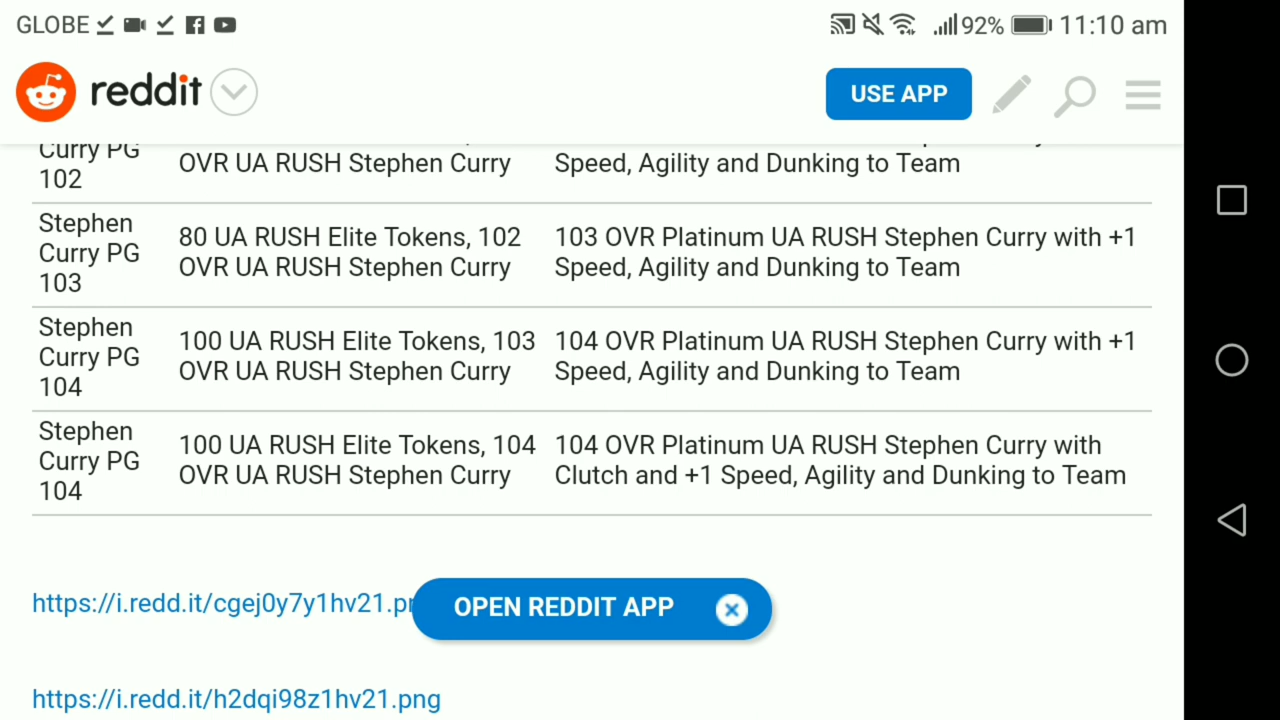 GLOBE
92%
11:10 am
reddit
USE APP
Curry PG
102
OVR UA RUSH Stephen Curry
Speed, Agility and Dunking to Team
Stephen
Curry PG
103
80 UA RUSH Elite Tokens, 102
OVR UA RUSH Stephen Curry
103 OVR Platinum UA RUSH Stephen Curry with +1
Speed, Agility and Dunking to Team
Stephen
Curry PG
104
100 UA RUSH Elite Tokens, 103
OVR UA RUSH Stephen Curry
104 OVR Platinum UA RUSH Stephen Curry with +1
Speed, Agility and Dunking to Team
Stephen
Curry PG
104
100 UA RUSH Elite Tokens, 104
OVR UA RUSH Stephen Curry
104 OVR Platinum UA RUSH Stephen Curry with
Clutch and +1 Speed, Agility and Dunking to Team
https://i.redd.it/cgej0y7y1hv21.pr
OPEN REDDIT APP
https://i.redd.it/h2dqi98z1hv21.png